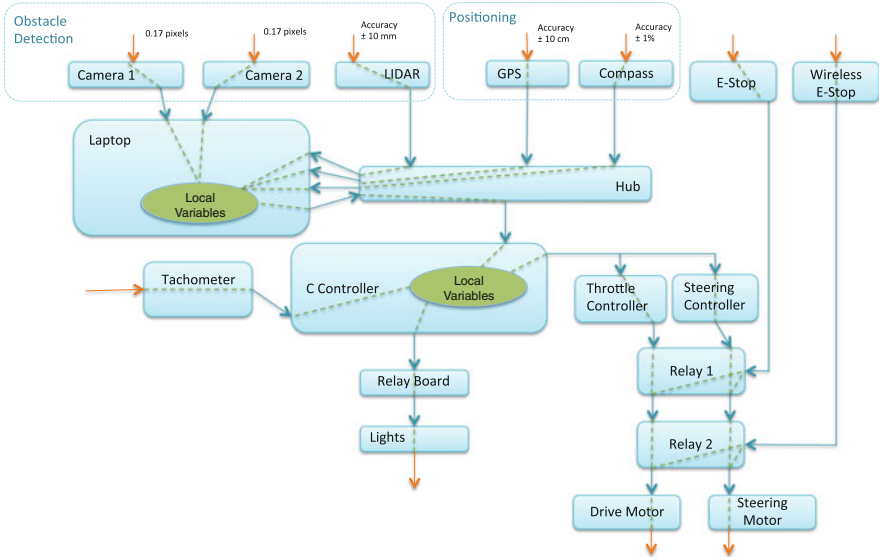 Obstacle
Detection
0.17 pixels
0.17 pixels
Accuracy
± 10 mm
Positioning
Accuracy
± 10 cm
Accuracy
± 1%
Camera 1
Camera 2
LIDAR
GPS
Compass
E-Stop
Wireless
E-Stop
Laptop
Local
Variables
Hub
Tachometer
C Controller
Local
Variables
Throttle
Controller
Steering
Controller
Relay 1
Relay Board
Relay 2
Lights
Drive Motor
Steering
Motor